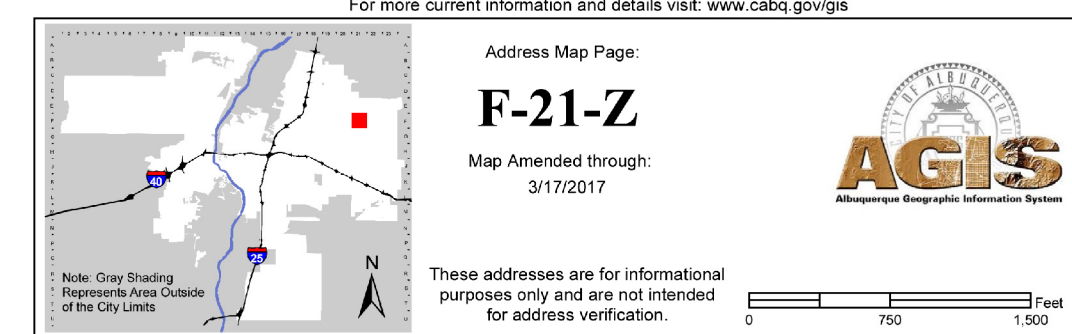 For more current information and details visit: www.cabq.gov/gis
Address Map Page:
F-21-Z
Map Amended through:
3/17/2017
CITY OF ALBUQUERQUE
AGIS
Albuquerque Geographic Information System
40
25
N
Note: Gray Shading
Represents Area Outside
of the City Limits
These addresses are for informational
purposes only and are not intended
for address verification.
Feet
0 750 1,500